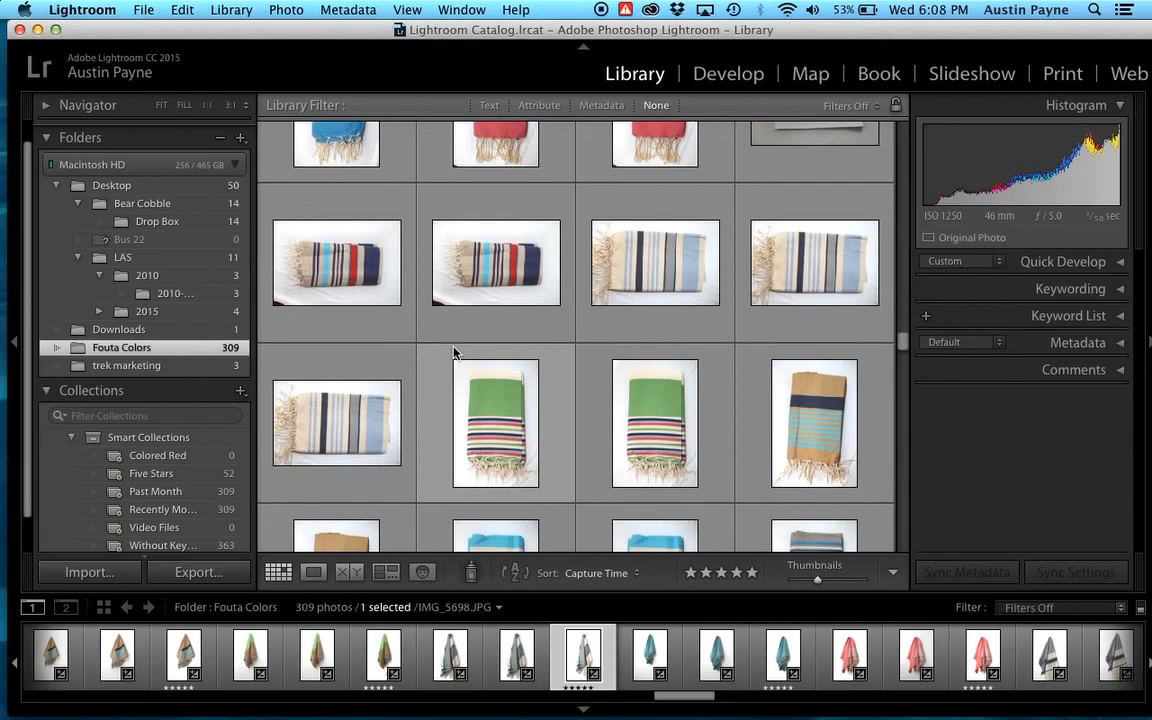 Lightroom File Edit Library Photo Metadata View Window Help 53% Wed 6:08 PM Austin Payne
Lightroom Catalog.lrcat - Adobe Photoshop Lightroom - Library
Lr Adobe Lightroom CC 2015
Austin Payne
Library | Develop | Map | Book | Slideshow | Print | Web
Navigator FIT FILL 1:1 3:1
Library Filter : Text Attribute Metadata None Filters Off
Histogram
Folders
Macintosh HD 256 / 465 GB
Desktop 50
Bear Cobble 14
Drop Box 14
Bus 22 0
LAS 11
2010 3
2010-... 3
2015 4
Downloads 1
Fouta Colors 309
trek marketing 3
ISO 1250 46 mm ƒ / 5.0 1/5.0 sec
Original Photo
Custom Quick Develop
Keywording
Keyword List
Default Metadata
Comments
Collections
Filter Collections
Smart Collections
Colored Red 0
Five Stars 52
Past Month 309
Recently Mo... 309
Video Files 0
Without Key... 363
Import... Export...
Sort: Capture Time
Thumbnails
Sync Metadata Sync Settings
1 2 Folder : Fouta Colors 309 photos / 1 selected / IMG_5698.JPG Filter : Filters Off